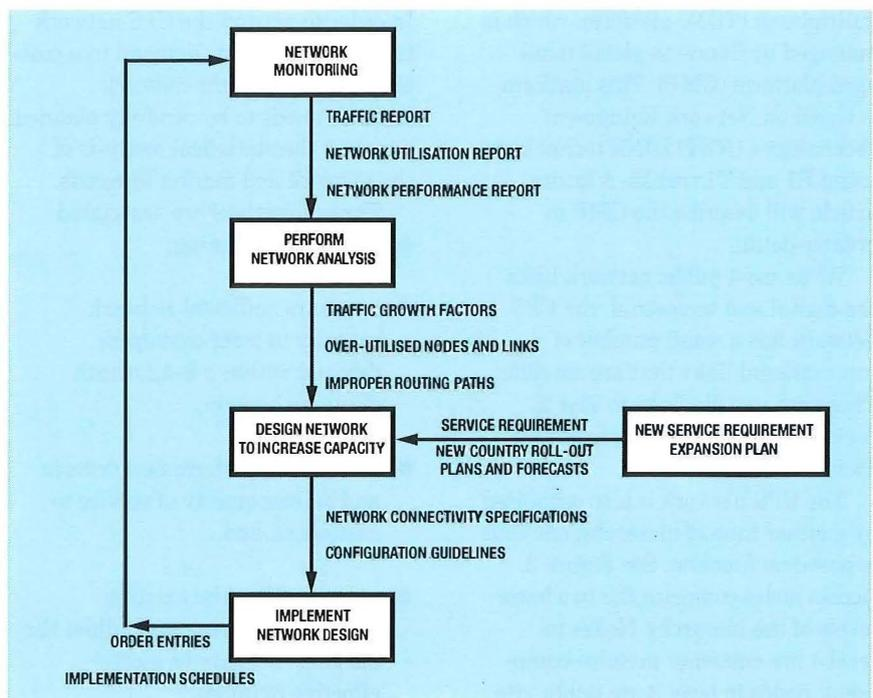 NETWORK
MONITORING
TRAFFIC REPORT
NETWORK UTILISATION REPORT
NETWORK PERFORMANCE REPORT
PERFORM
NETWORK ANALYSIS
TRAFFIC GROWTH FACTORS
OVER-UTILISED NODES AND LINKS
IMPROPER ROUTING PATHS
DESIGN NETWORK
TO INCREASE CAPACITY
SERVICE REQUIREMENT
NEW COUNTRY ROLL-OUT
PLANS AND FORECASTS
NEW SERVICE REQUIREMENT
EXPANSION PLAN
NETWORK CONNECTIVITY SPECIFICATIONS
CONFIGURATION GUIDELINES
IMPLEMENT
NETWORK DESIGN
ORDER ENTRIES
IMPLEMENTATION SCHEDULES